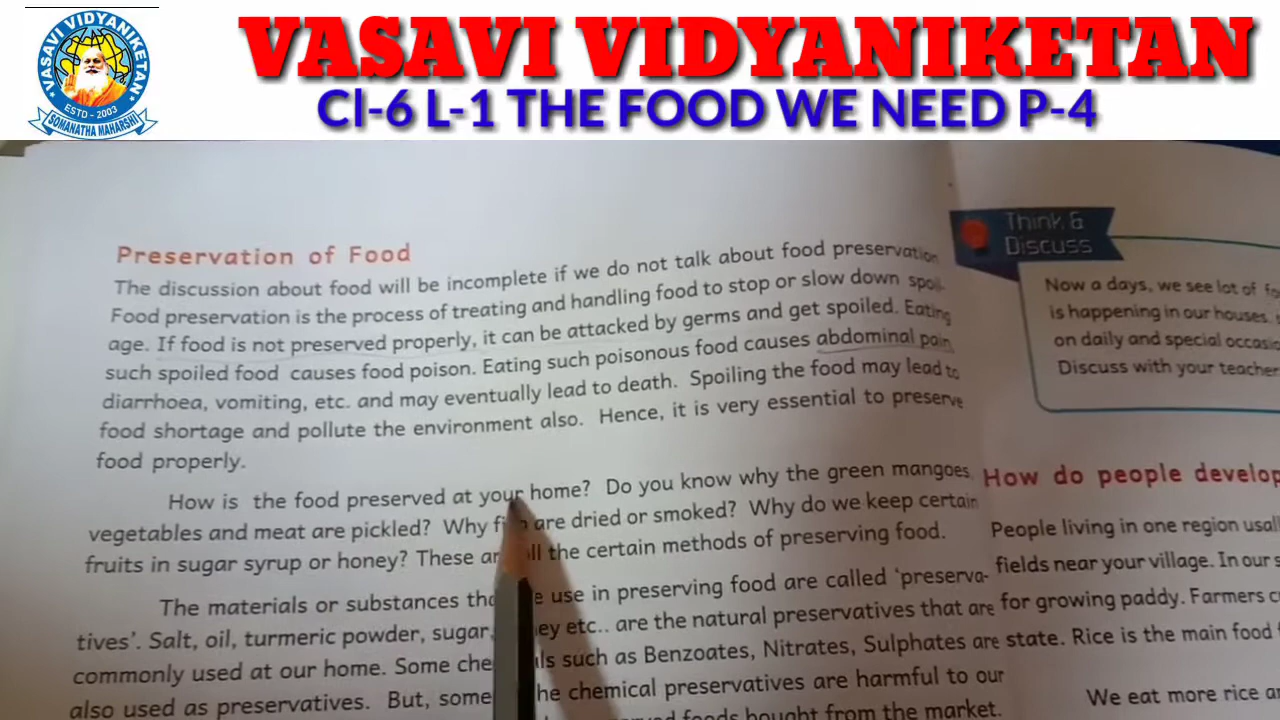 VASAVI VIDYANIKETAN
ESTD - 2003
SOMANATHA MAHARSHI
VASAVI VIDYANIKETAN
Cl-6 L-1 THE FOOD WE NEED P-4
Preservation of Food
The discussion about food will be incomplete if we do not talk about food preservation
Food preservation is the process of treating and handling food to stop or slow down spoil-
age. If food is not preserved properly, it can be attacked by germs and get spoiled. Eating
such spoiled food causes food poison. Eating such poisonous food causes abdominal pain,
diarrhoea, vomiting, etc. and may eventually lead to death. Spoiling the food may lead to
food shortage and pollute the environment also. Hence, it is very essential to preserve
food properly.
How is the food preserved at your home? Do you know why the green mangoes,
vegetables and meat are pickled? Why are dried or smoked? Why do we keep certain
fruits in sugar syrup or honey? These the certain methods of preserving food.
The materials or substances use in preserving food are called 'preserva-
tives'. Salt, oil, turmeric powder, sugar, etc.. are the natural preservatives that are
commonly used at our home. Some such as Benzoates, Nitrates, Sulphates are
also used as preservatives. But, some chemical preservatives are harmful to our
foods bought from the market.
Think &
Discuss
Now a days, we see lot of
is happening in our houses,
on daily and special
Discuss with your teacher
How do people
People living in one region
fields near your village. In our
for growing paddy. Farmers
state. Rice is the main food
We eat more rice